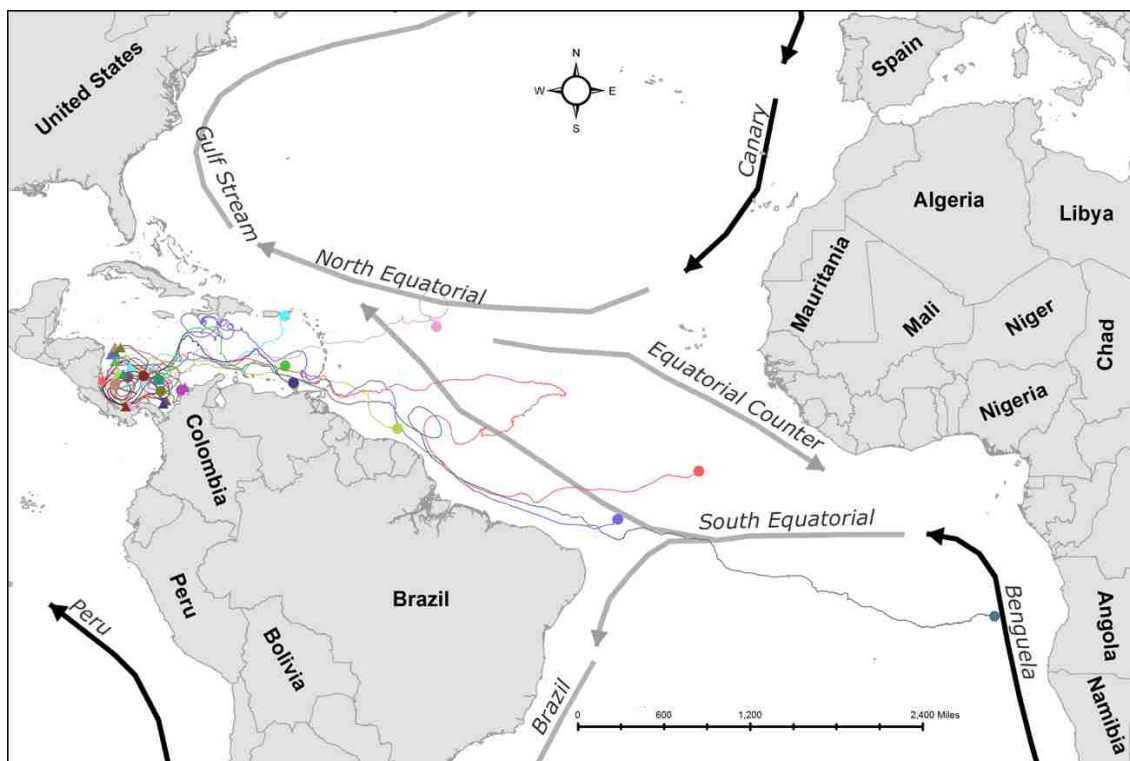 United States
N
W E
S
Spain
Gulf Stream
Canary
Algeria
Libya
Mauritania
Mali
Niger
Chad
North Equatorial
Equatorial Counter
Nigeria
Colombia
South Equatorial
Peru
Brazil
Peru
Bolivia
Benguela
Angola
Brazil
Namibia
0 600 1,200 2,400 Miles